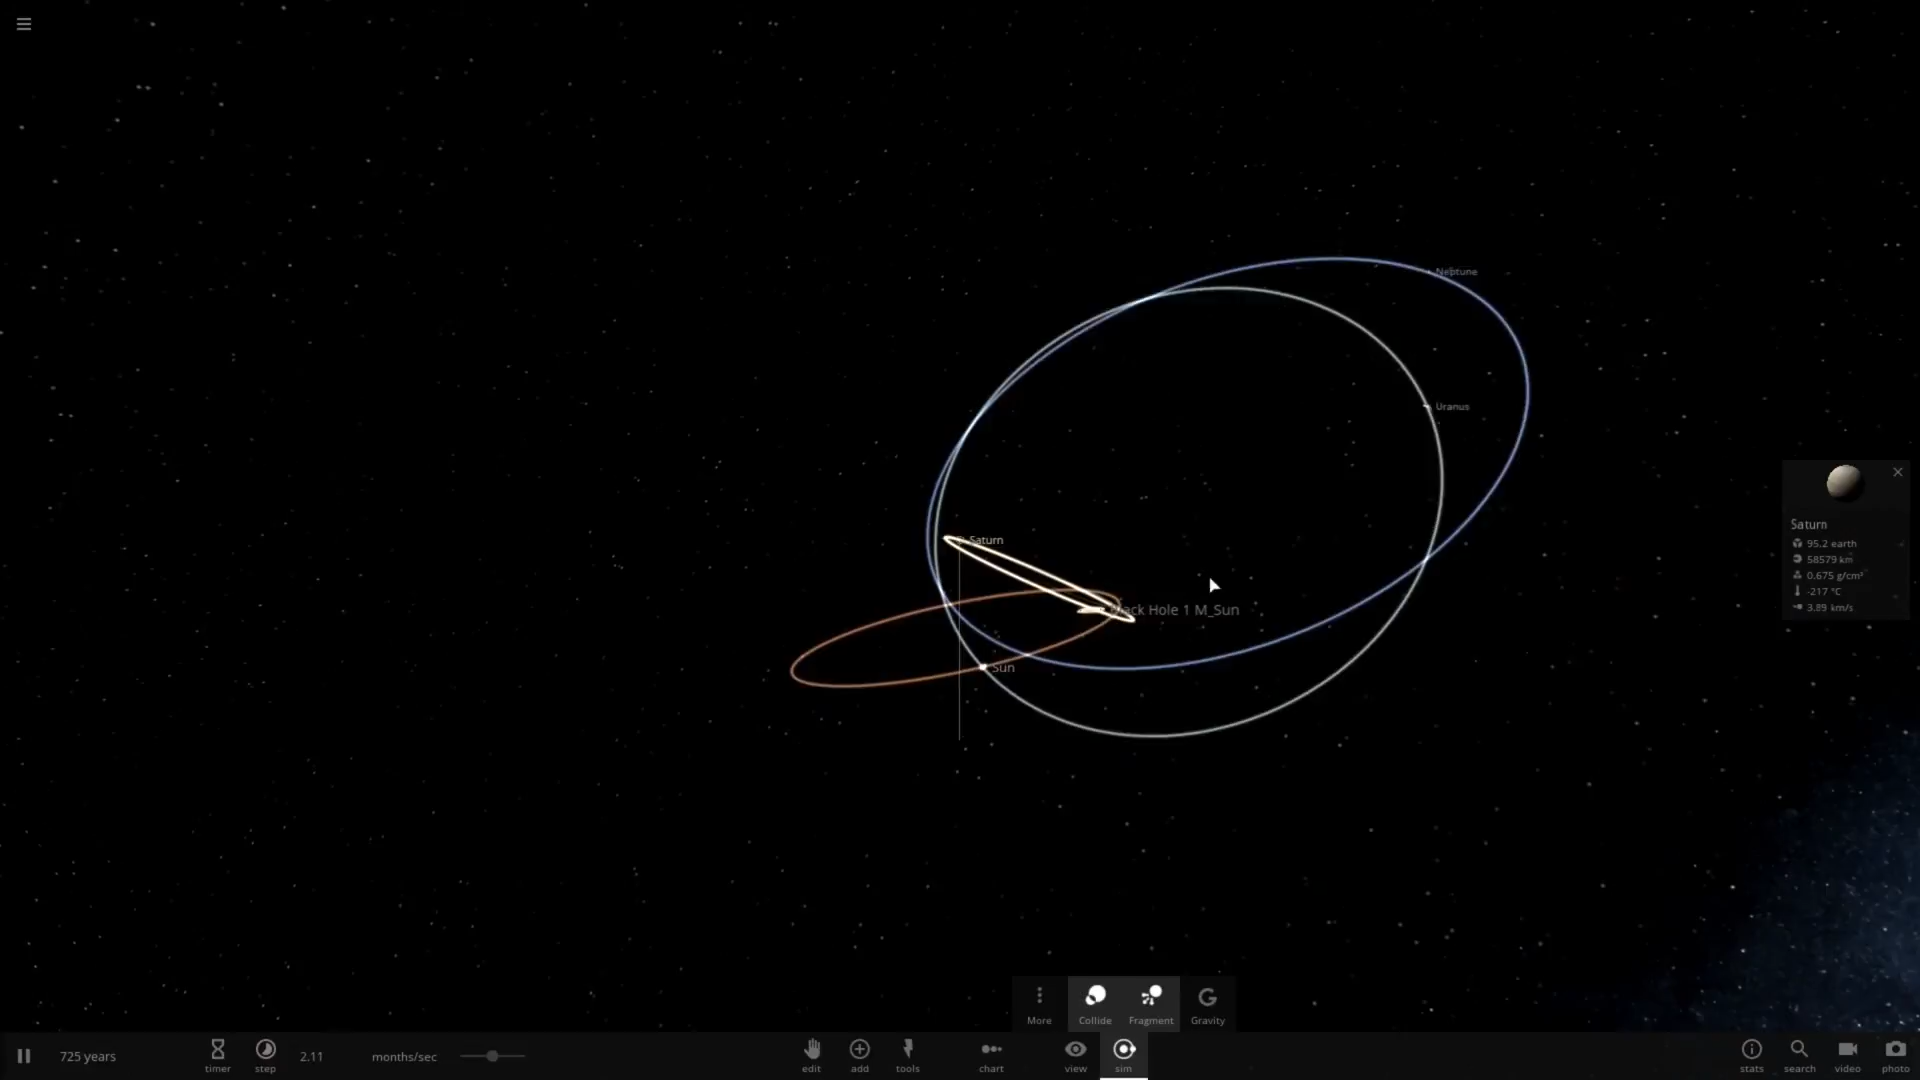 Neptune
Uranus
Saturn
Black Hole 1 M_Sun
Sun
Saturn
95.2 earth
58579 km
0.675 g/cm³
-217 °C
3.89 km/s
More
Collide
Fragment
Gravity
725 years
timer
step
2.11
months/sec
edit
add
tools
chart
view
sim
stats
search
video
photo